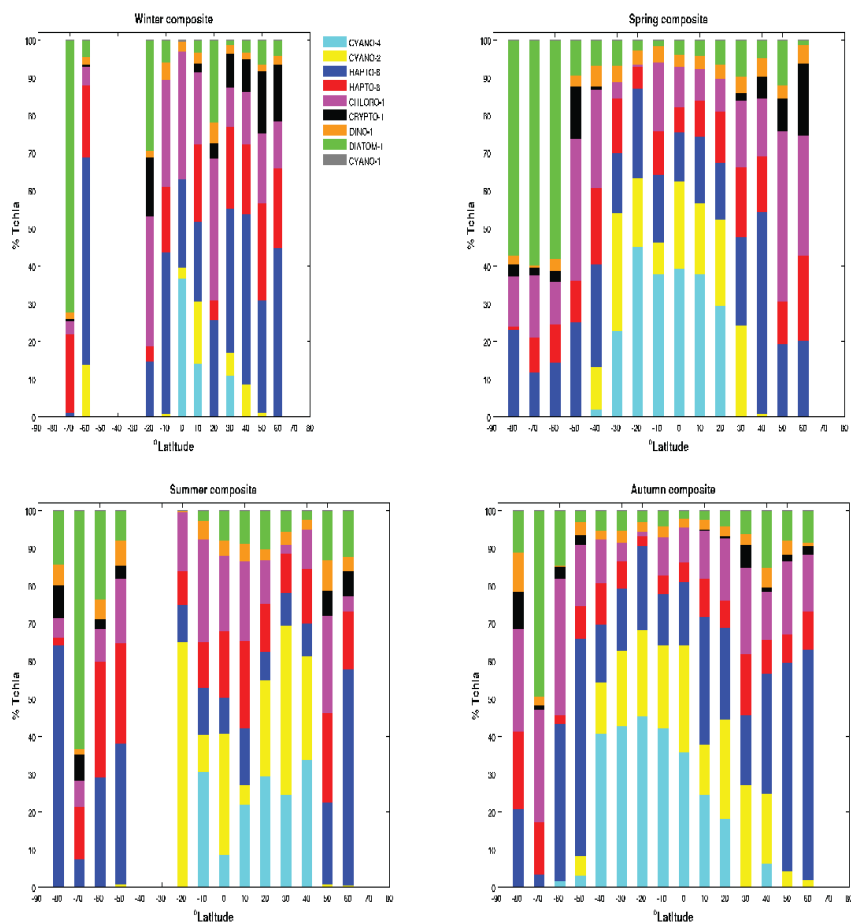 Winter composite
% Tchla
100
90
80
70
60
50
40
30
20
10
0
-90 -80 -70 -60 -50 -40 -30 -20 -10 0 10 20 30 40 50 60 70 80
°Latitude
CYANO-4
CYANO-2
HAPTO-6
HAPTO-8
CHLORO-1
CRYPTO-1
DINO-1
DIATOM-1
CYANO-1
Spring composite
% Tchla
100
90
80
70
60
50
40
30
20
10
0
-90 -80 -70 -60 -50 -40 -30 -20 -10 0 10 20 30 40 50 60 70 80
°Latitude
Summer composite
% Tchla
100
90
80
70
60
50
40
30
20
10
0
-90 -80 -70 -60 -50 -40 -30 -20 -10 0 10 20 30 40 50 60 70 80
°Latitude
Autumn composite
% Tchla
100
90
80
70
60
50
40
30
20
10
0
-90 -80 -70 -60 -50 -40 -30 -20 -10 0 10 20 30 40 50 60 70 80
°Latitude